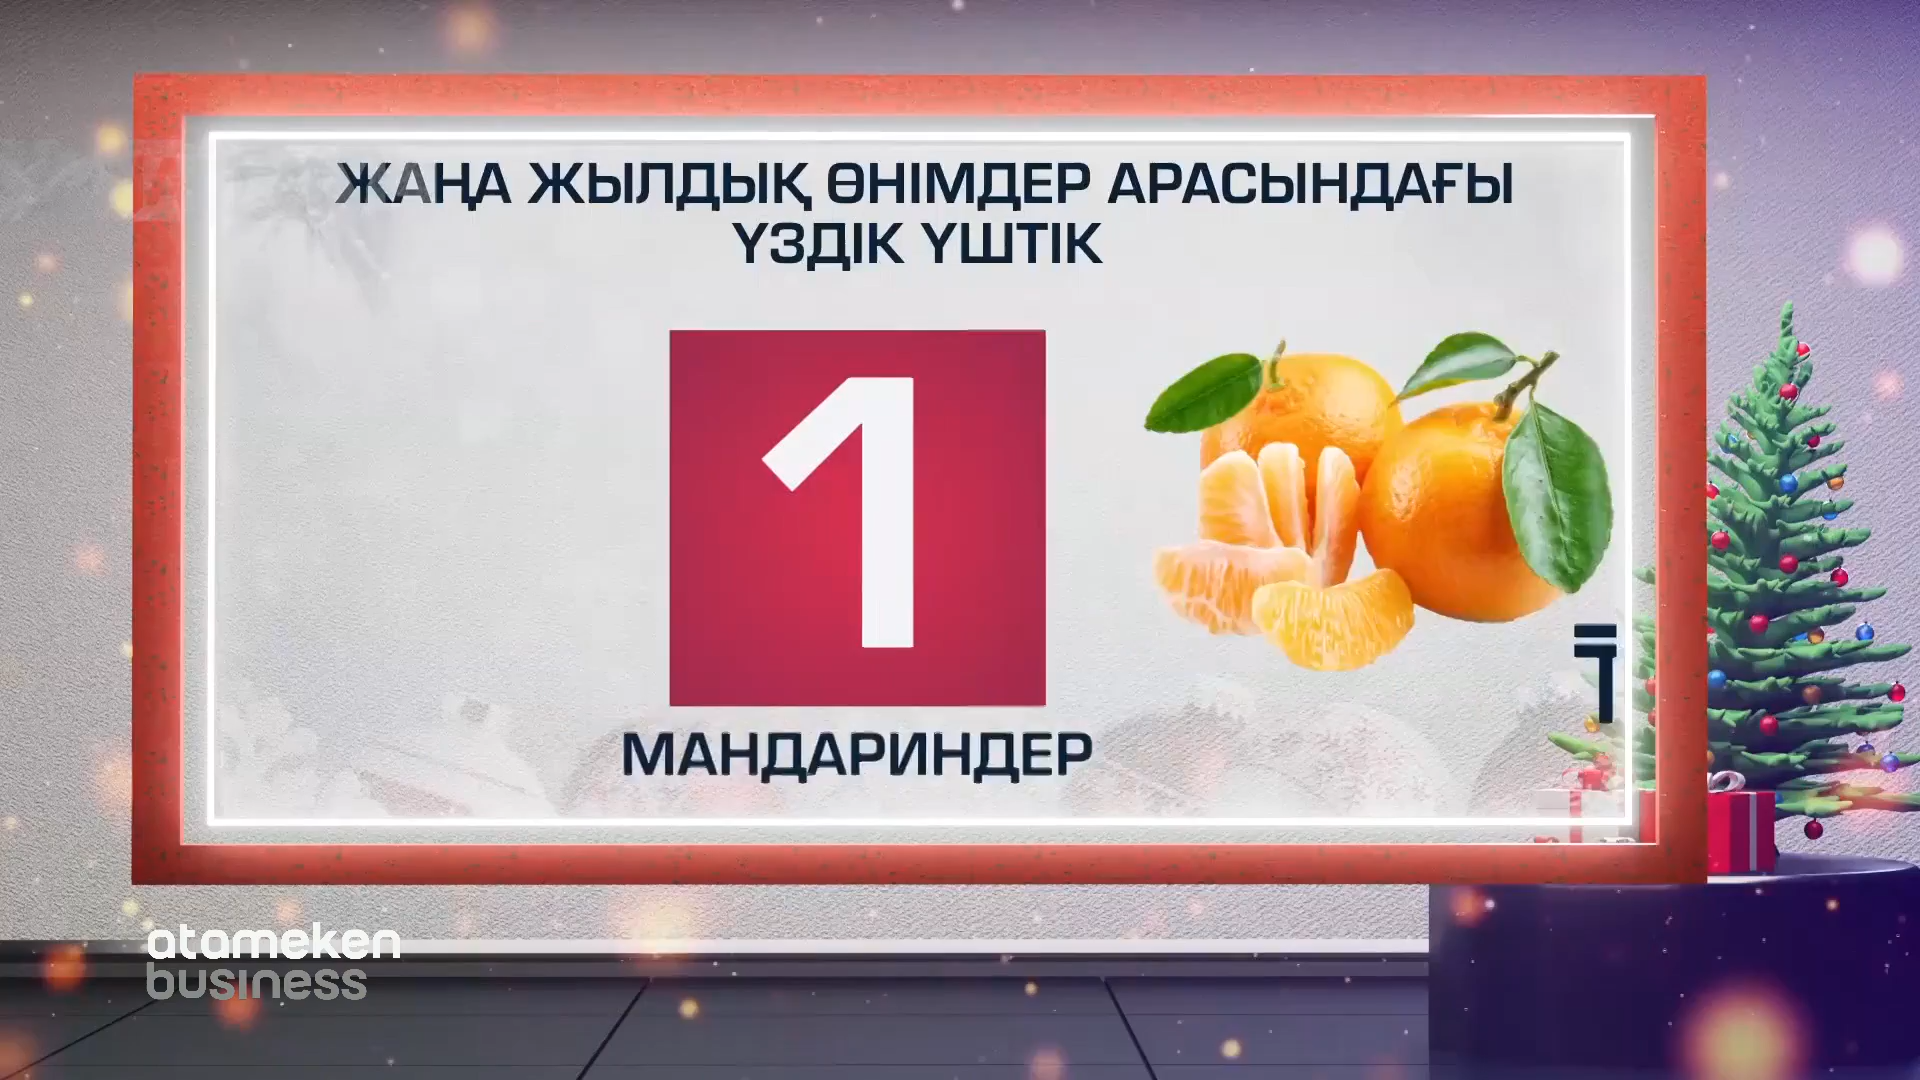 ЖАҢА ЖЫЛДЫҚ ӨНІМДЕР АРАСЫНДАҒЫ
ҮЗДІК ҮШТІК
1
₸
МАНДАРИНДЕР
atameken
business